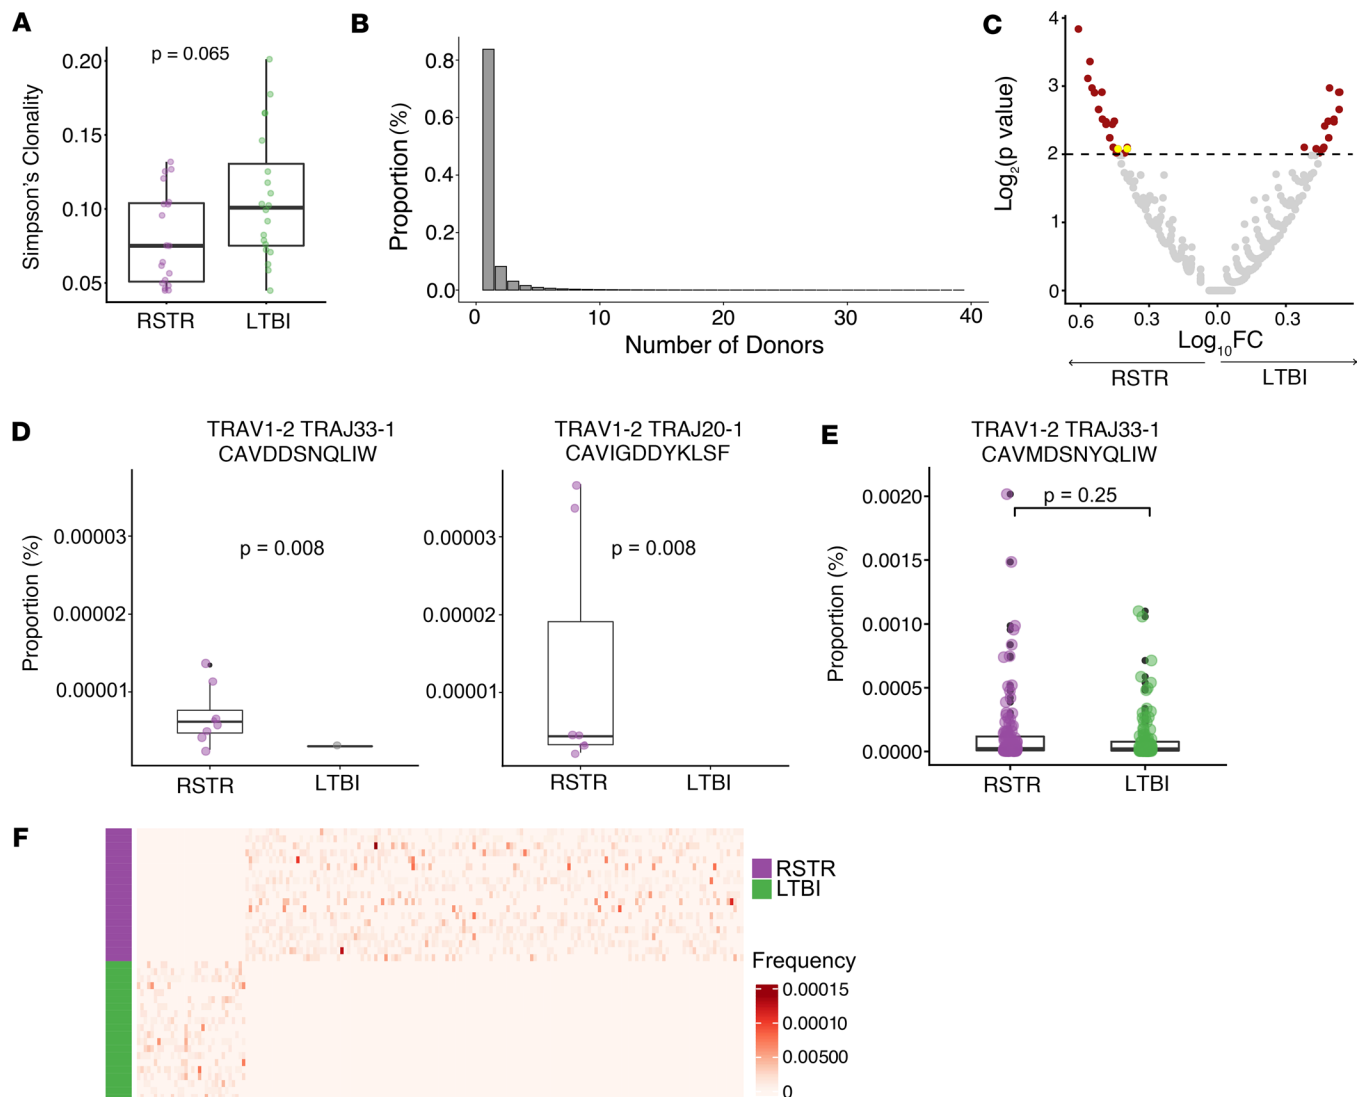 A
p = 0.065
Simpson's Clonality
0.20
0.15
0.10
0.05
RSTR
LTBI
B
Proportion (%)
0.8
0.6
0.4
0.2
0.0
0
10
20
30
40
Number of Donors
C
Log2(p value)
4
3
2
1
0
0.6
0.3
0.0
0.3
Log10FC
RSTR
LTBI
D
TRAV1-2 TRAJ33-1
CAVDDSNQLIW
Proportion (%)
p = 0.008
0.00003
0.00002
0.00001
RSTR
LTBI
TRAV1-2 TRAJ20-1
CAVIGDDYKLSF
p = 0.008
0.00003
0.00002
0.00001
RSTR
LTBI
E
TRAV1-2 TRAJ33-1
CAVMDSNYQLIW
Proportion (%)
p = 0.25
0.0020
0.0015
0.0010
0.0005
0.0000
RSTR
LTBI
F
RSTR
LTBI
Frequency
0.00015
0.00010
0.00500
0